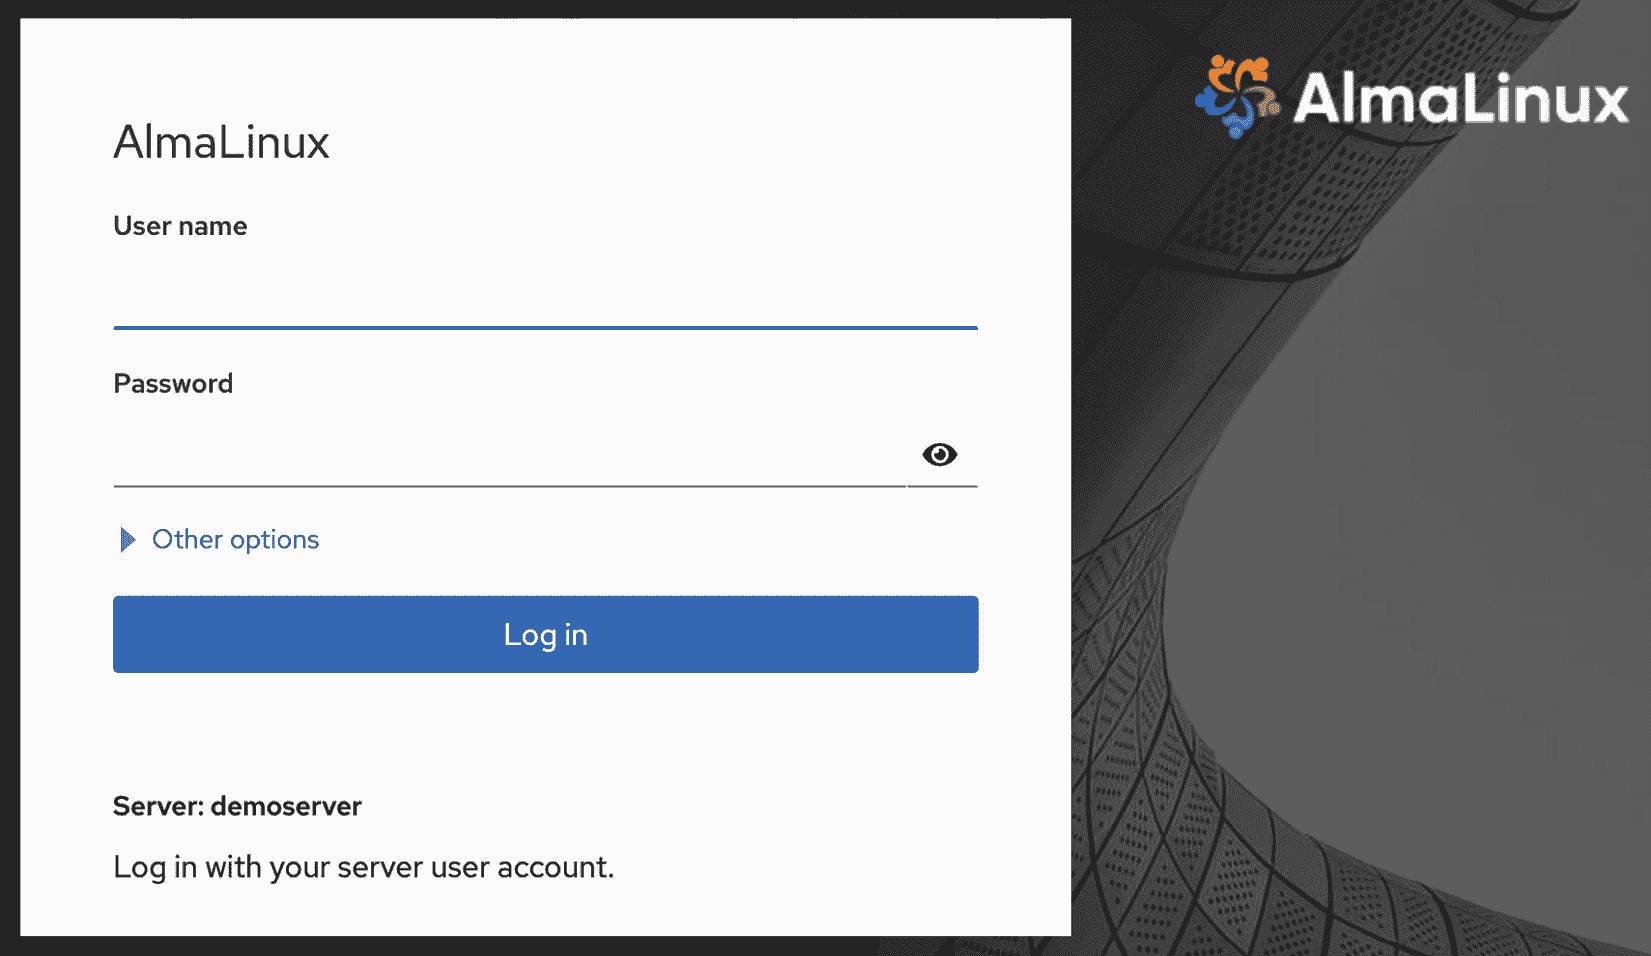 AlmaLinux
User name
Password
Other options
Log in
Server: demoserver
Log in with your server user account.
AlmaLinux